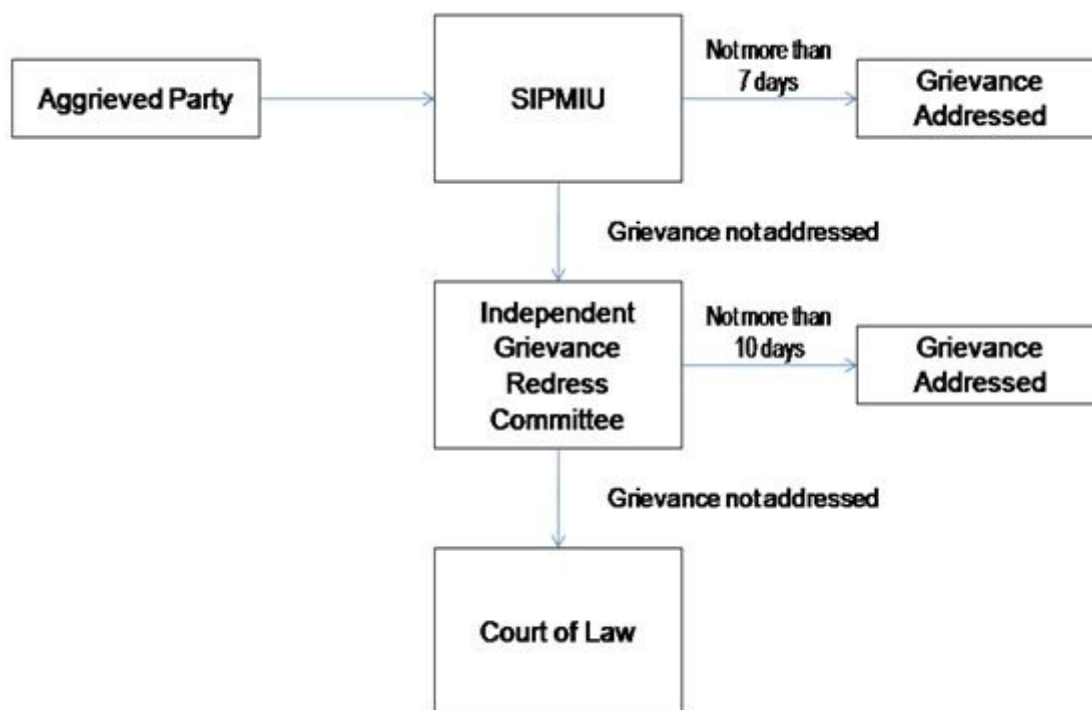 Aggrieved Party
SIPMIU
Not more than
7 days
Grievance
Addressed
Grievance not addressed
Independent
Grievance
Redress
Committee
Not more than
10 days
Grievance
Addressed
Grievance not addressed
Court of Law